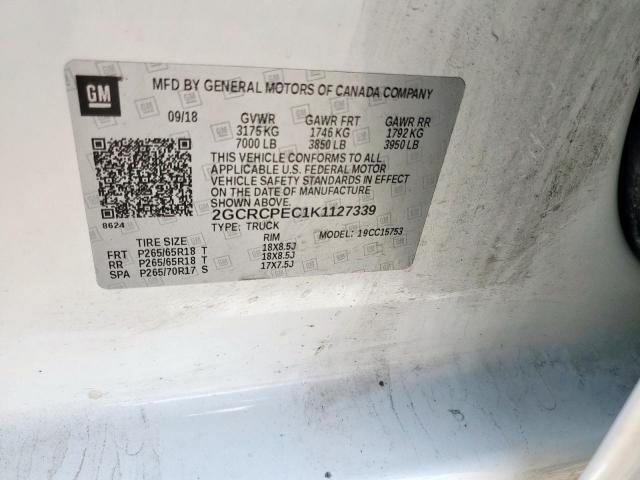 GM
MFD BY GENERAL MOTORS OF CANADA COMPANY
09/18 GVWR GAWR FRT GAWR RR
3175 KG 1746 KG 1792 KG
7000 LB 3850 LB 3950 LB
THIS VEHICLE CONFORMS TO ALL
APPLICABLE U.S. FEDERAL MOTOR
VEHICLE SAFETY STANDARDS IN EFFECT
ON THE DATE OF MANUFACTURE
SHOWN ABOVE.
8624 2GCRCPEC1K1127339
TYPE: TRUCK MODEL: 19CC15753
TIRE SIZE RIM
FRT P265/65R18 T 18X8.5J
RR P265/65R18 T 18X8.5J
SPA P265/70R17 S 17X7.5J